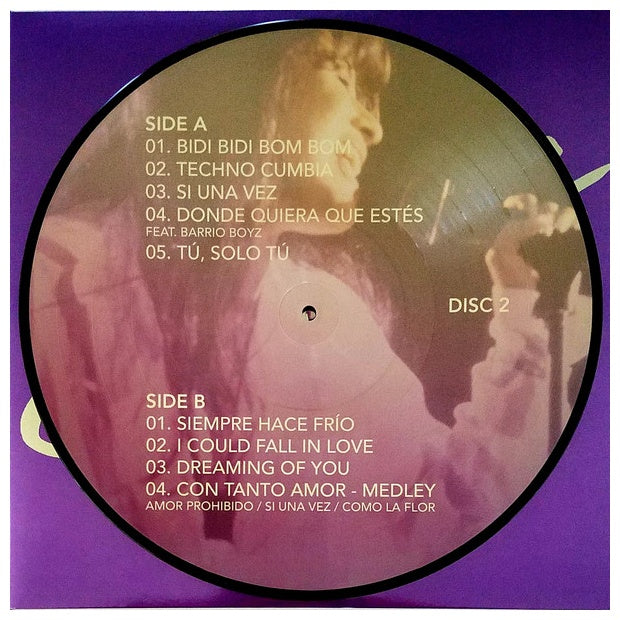 SIDE A
01. BIDI BIDI BOM BOM
02. TECHNO CUMBIA
03. SI UNA VEZ
04. DONDE QUIERA QUE ESTÉS
FEAT. BARRIO BOYZ
05. TÚ, SOLO TÚ
DISC 2
SIDE B
01. SIEMPRE HACE FRÍO
02. I COULD FALL IN LOVE
03. DREAMING OF YOU
04. CON TANTO AMOR - MEDLEY
AMOR PROHIBIDO / SI UNA VEZ / COMO LA FLOR